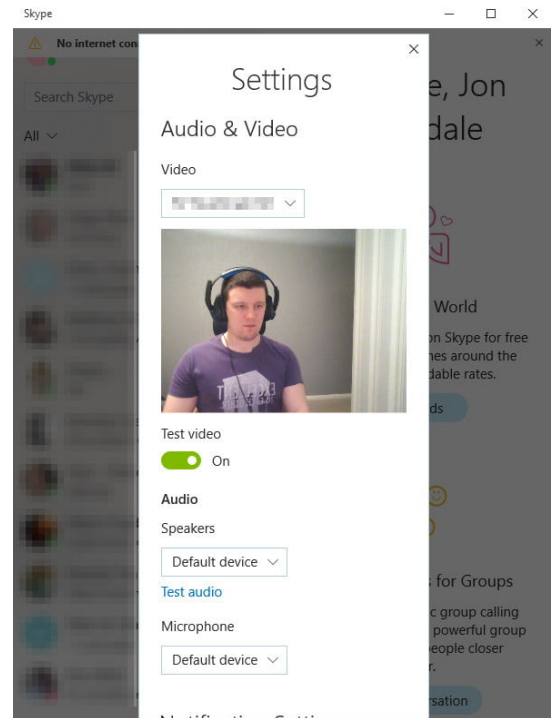 Skype
No internet con
Search Skype
All
Settings
Audio & Video
Video
Test video
On
Audio
Speakers
Default device
Test audio
Microphone
Default device
e, Jon
dale
World
on Skype for free
nes around the
dable rates.
ds
s for Groups
c group calling
powerful group
people closer
r.
rsation